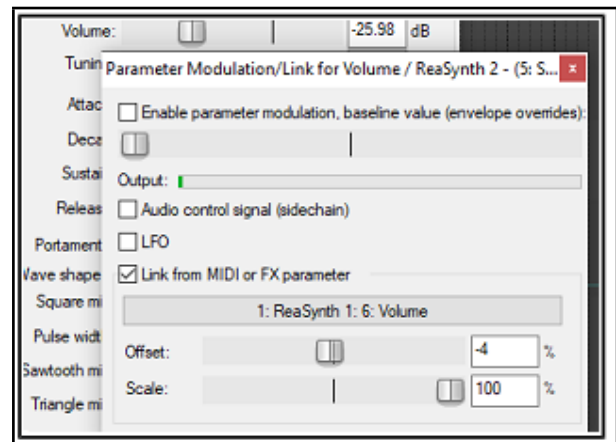 Volume: -25.98 dB
Tunin
Parameter Modulation/Link for Volume / ReaSynth 2 - (5: S... x
Attac
Enable parameter modulation, baseline value (envelope overrides):
Deca
Sustai
Output:
Releas
Audio control signal (sidechain)
Portament
LFO
Wave shape
Link from MIDI or FX parameter
Square mi
1: ReaSynth 1: 6: Volume
Pulse widt
Offset: -4 %
Sawtooth mi
Scale: 100 %
Triangle mi